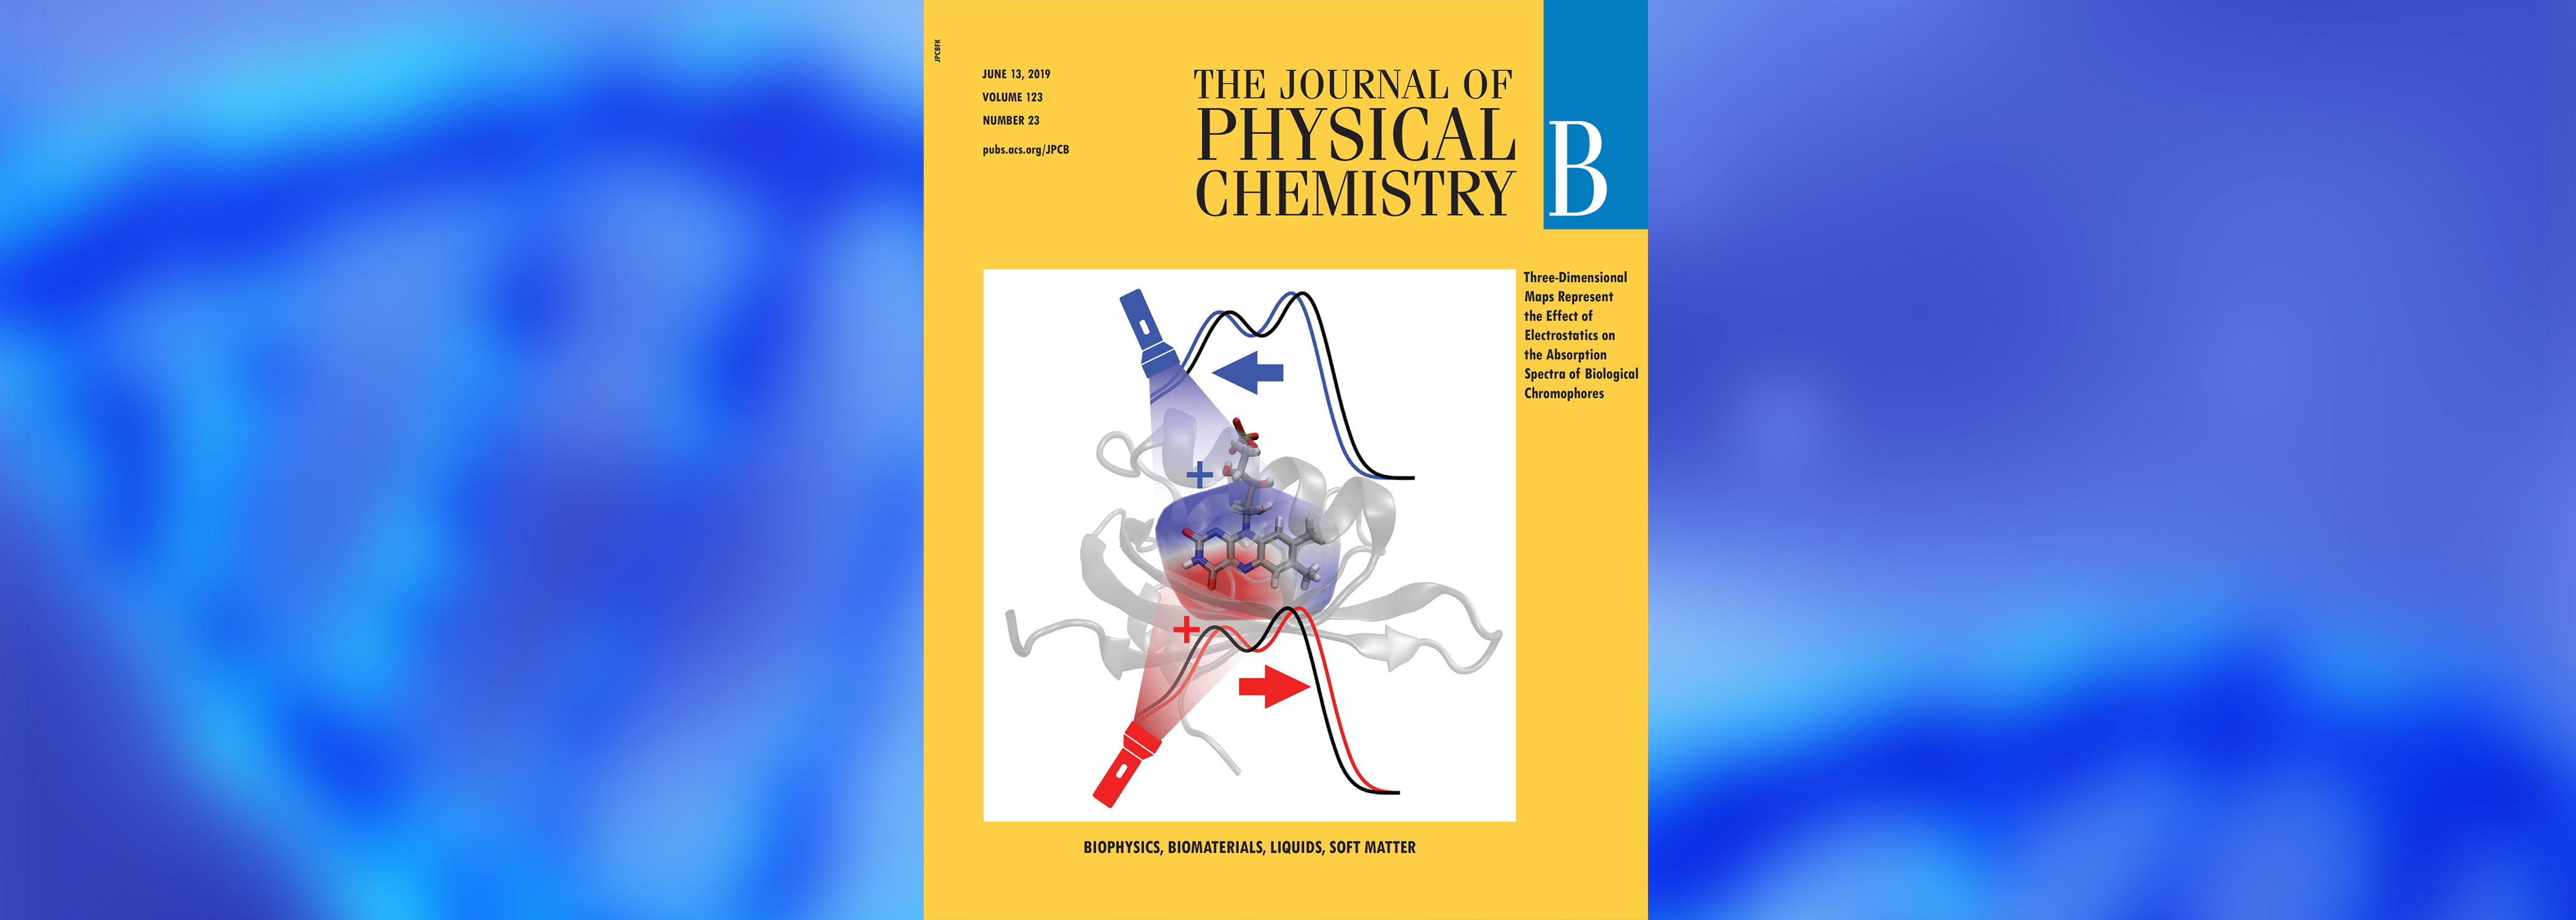 JPCBFK
JUNE 13, 2019
VOLUME 123
NUMBER 23
pubs.acs.org/JPCB
THE JOURNAL OF
PHYSICAL
CHEMISTRY
B
Three-Dimensional
Maps Represent
the Effect of
Electrostatics on
the Absorption
Spectra of Biological
Chromophores
+
+
BIOPHYSICS, BIOMATERIALS, LIQUIDS, SOFT MATTER